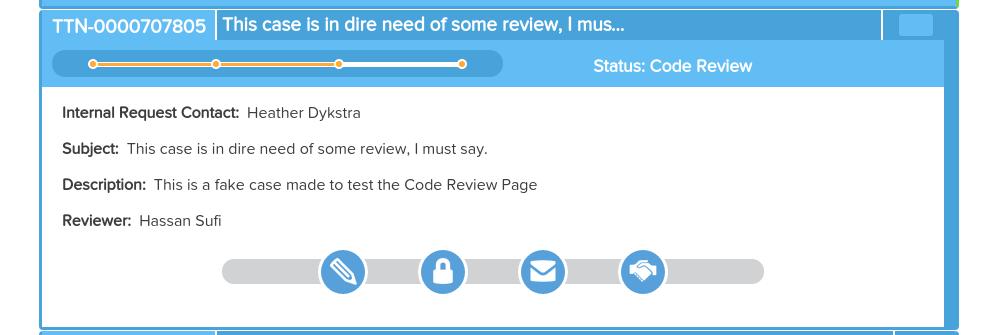 TTN-0000707805 This case is in dire need of some review, I mus...
Status: Code Review
Internal Request Contact: Heather Dykstra
Subject: This case is in dire need of some review, I must say.
Description: This is a fake case made to test the Code Review Page
Reviewer: Hassan Sufi